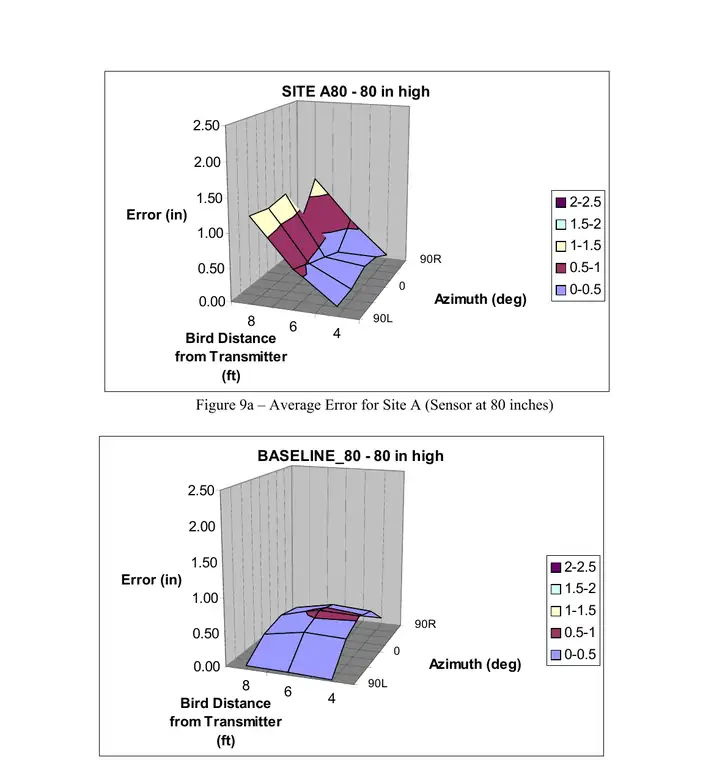 SITE A80 - 80 in high
2.50
2.00
1.50
1.00
0.50
0.00
Error (in)
8
6
4
Bird Distance
from Transmitter
(ft)
90R
0
90L
Azimuth (deg)
2-2.5
1.5-2
1-1.5
0.5-1
0-0.5
Figure 9a – Average Error for Site A (Sensor at 80 inches)
BASELINE_80 - 80 in high
2.50
2.00
1.50
1.00
0.50
0.00
Error (in)
8
6
4
Bird Distance
from Transmitter
(ft)
90R
0
90L
Azimuth (deg)
2-2.5
1.5-2
1-1.5
0.5-1
0-0.5